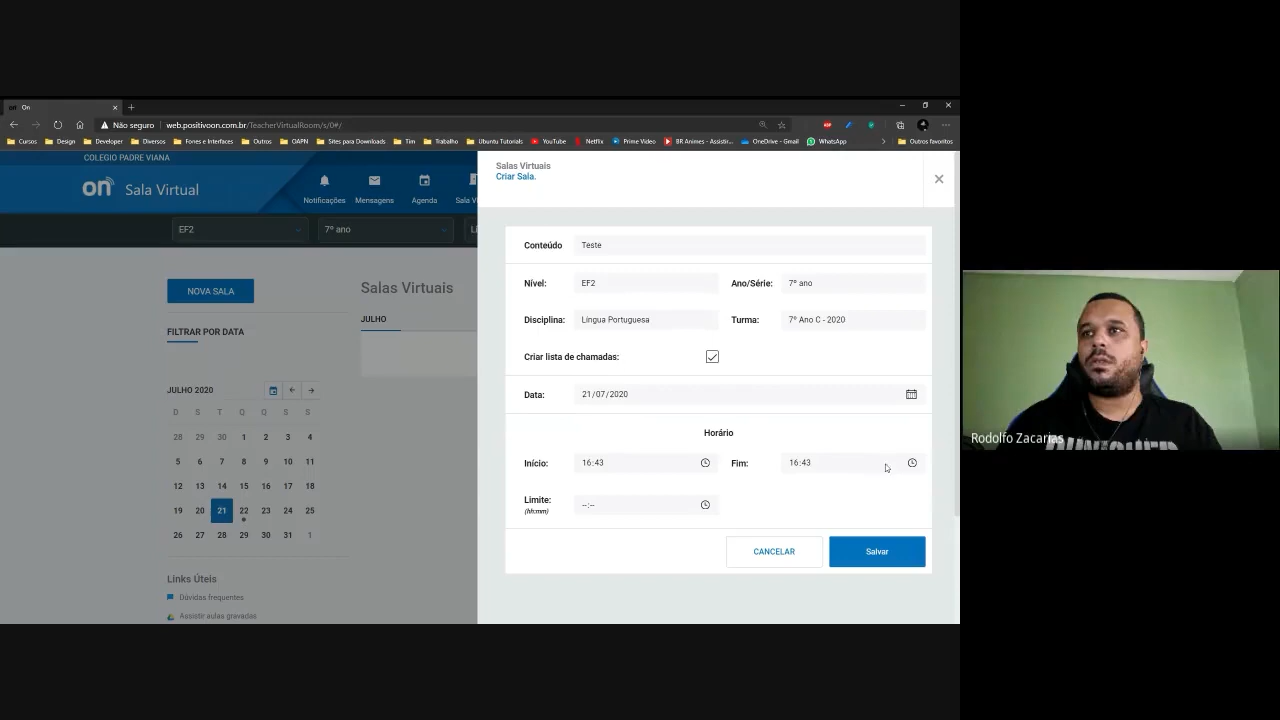 On
Não seguro
web.positivoon.com.br/TeacherVirtualRoom/s/0#/
Cursos
Design
Developer
Diversos
Fones e Interfaces
Outros
OAPN
Sites para Downloads
Tim
Trabalho
Ubuntu Tutorials
YouTube
Netflix
Prime Video
BR Animes - Assistir...
OneDrive - Gmail
WhatsApp
Outros favoritos
COLEGIO PADRE VIANA
on Sala Virtual
Notificações
Mensagens
Agenda
Sala Vi
EF2
7º ano
NOVA SALA
FILTRAR POR DATA
Salas Virtuais
JULHO
JULHO 2020
D S T Q Q S S
28 29 30 1 2 3 4
5 6 7 8 9 10 11
12 13 14 15 16 17 18
19 20 21 22 23 24 25
26 27 28 29 30 31 1
Links Úteis
Dúvidas frequentes
Assistir aulas gravadas
Salas Virtuais
Criar Sala.
Conteúdo Teste
Nível: EF2 Ano/Série: 7º ano
Disciplina: Língua Portuguesa Turma: 7º Ano C - 2020
Criar lista de chamadas:
Data: 21/07/2020
Horário
Início: 16:43 Fim: 16:43
Limite: --:--
(hh:mm)
CANCELAR
Salvar
Rodolfo Zacarias